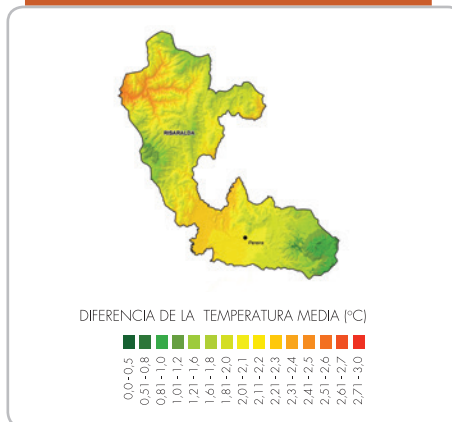 RISARALDA
Pereira
DIFERENCIA DE LA TEMPERATURA MEDIA (°C)
0,0 - 0,5
0,51 - 0,8
0,81 - 1,0
1,01 - 1,2
1,21 - 1,6
1,61 - 1,8
1,81 - 2,0
2,01 - 2,1
2,11 - 2,2
2,21 - 2,3
2,31 - 2,4
2,41 - 2,5
2,51 - 2,6
2,61 - 2,7
2,71 - 3,0